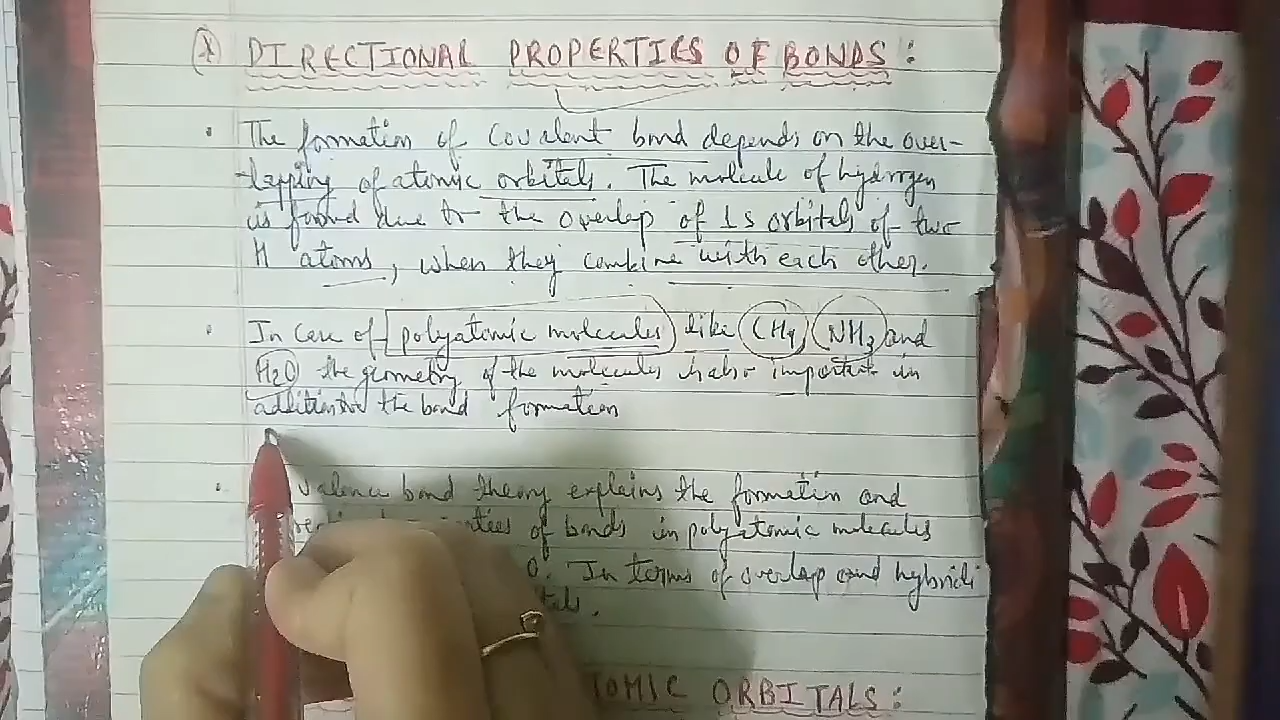 (*) DIRECTIONAL PROPERTIES OF BONDS :
• The formation of Covalent bond depends on the over-
-lapping of atomic orbitals. The molecule of hydrogen
is formed due to the overlap of 1s orbitals of two
H atoms, when they combine with each other.
• In Case of polyatomic molecules like CH4, NH3 and
H2O the geometry of the molecules is also important in
addition to the bond formation
• Valence bond theory explains the formation and
of bonds in polyatomic molecules
O. In terms of overlap and hybridi
OMIC ORBITALS :